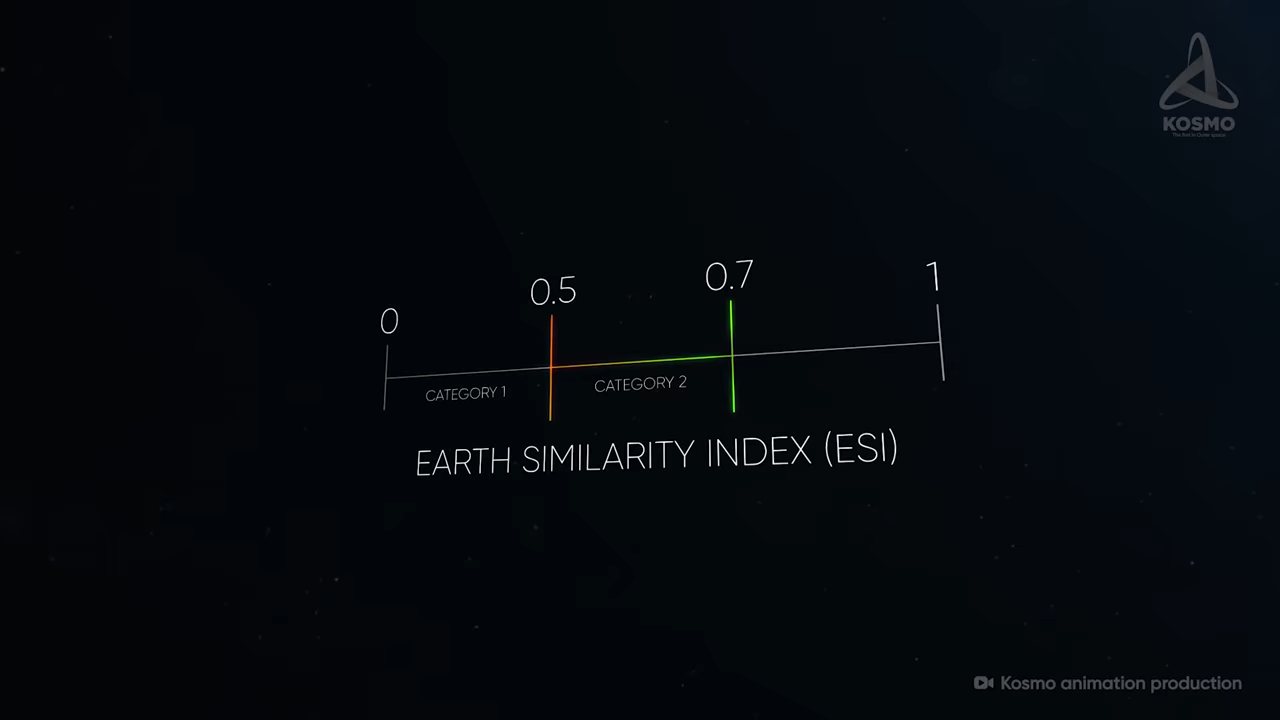 KOSMO
0
0.5
0.7
1
CATEGORY 1
CATEGORY 2
EARTH SIMILARITY INDEX (ESI)
Kosmo animation production